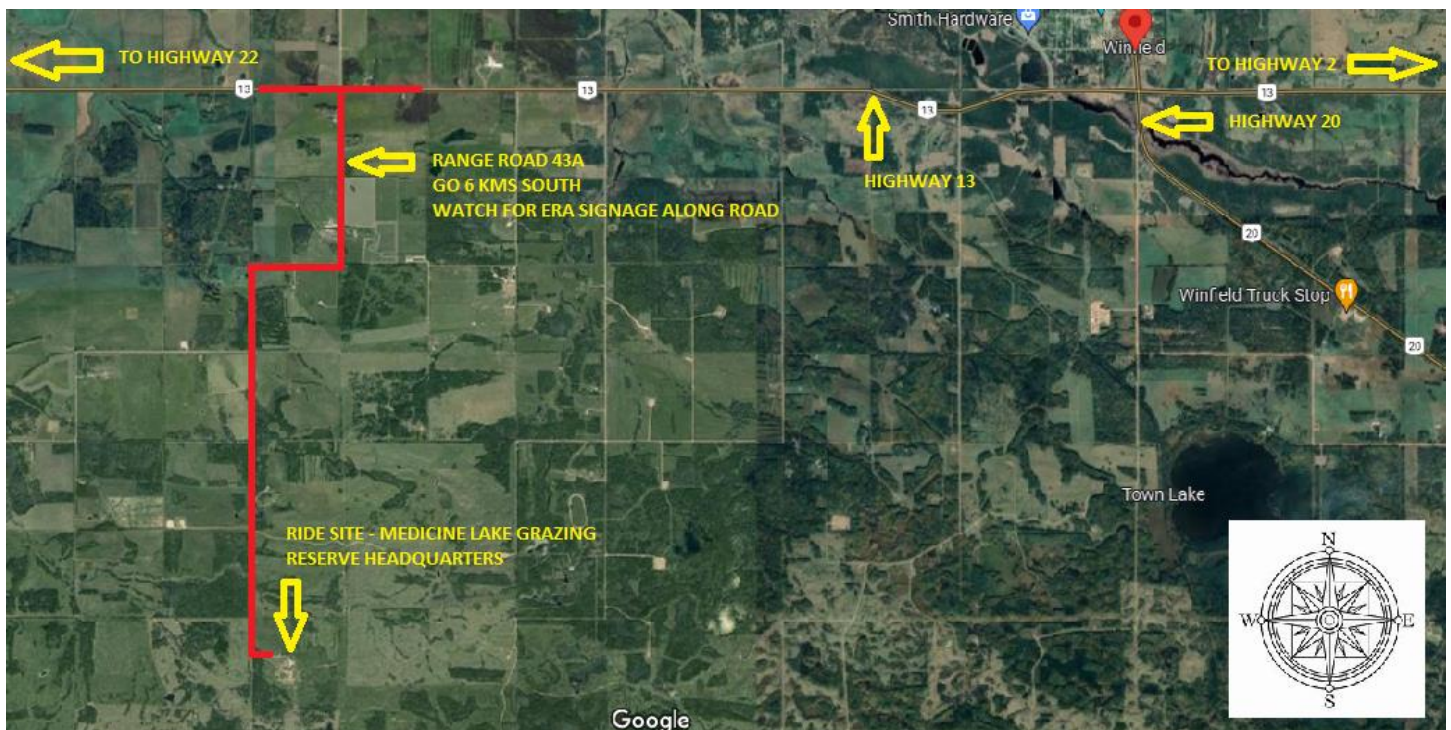 Smith Hardware
Winfield
TO HIGHWAY 22
TO HIGHWAY 2
13
13
13
13
HIGHWAY 20
RANGE ROAD 43A
GO 6 KMS SOUTH
WATCH FOR ERA SIGNAGE ALONG ROAD
HIGHWAY 13
20
Winfield Truck Stop
20
Town Lake
RIDE SITE - MEDICINE LAKE GRAZING
RESERVE HEADQUARTERS
N
W
E
S
Google